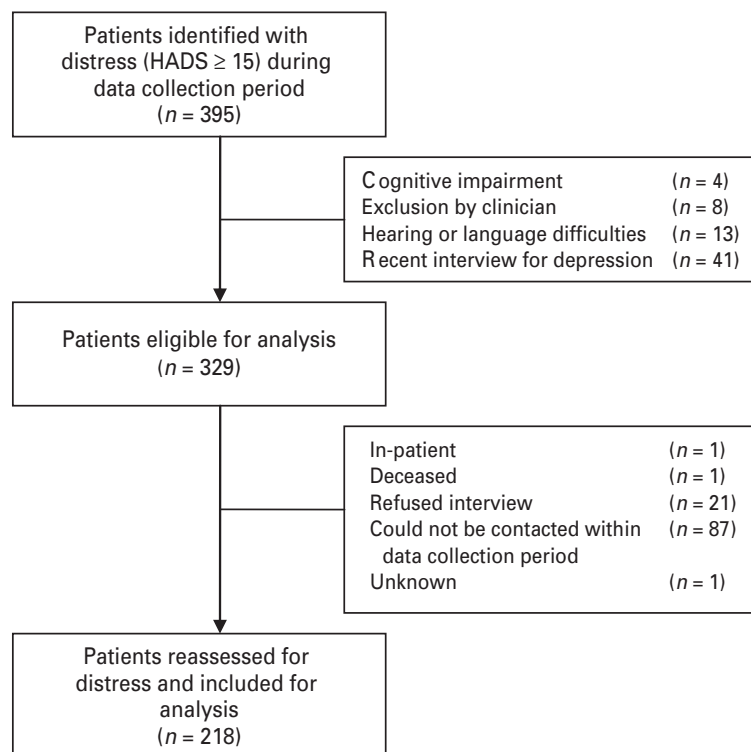 Patients identified with
distress (HADS ≥ 15) during
data collection period
(n = 395)
Cognitive impairment (n = 4)
Exclusion by clinician (n = 8)
Hearing or language difficulties (n = 13)
Recent interview for depression (n = 41)
Patients eligible for analysis
(n = 329)
In-patient (n = 1)
Deceased (n = 1)
Refused interview (n = 21)
Could not be contacted within (n = 87)
data collection period
Unknown (n = 1)
Patients reassessed for
distress and included for
analysis
(n = 218)